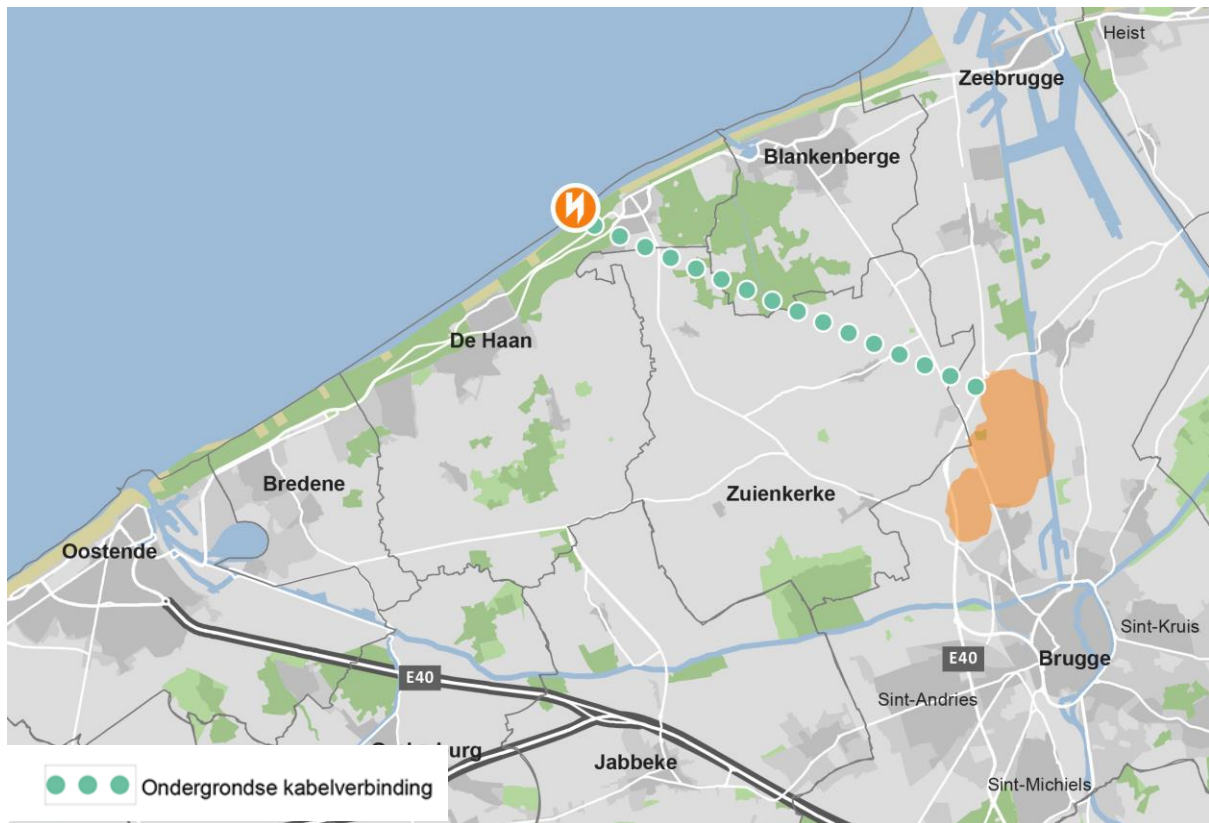 Heist
Zeebrugge
Blankenberge
De Haan
Bredene
Zuienkerke
Oostende
Sint-Kruis
E40
Brugge
E40
Sint-Andries
Jabbeke
Sint-Michiels
Ondergrondse kabelverbinding